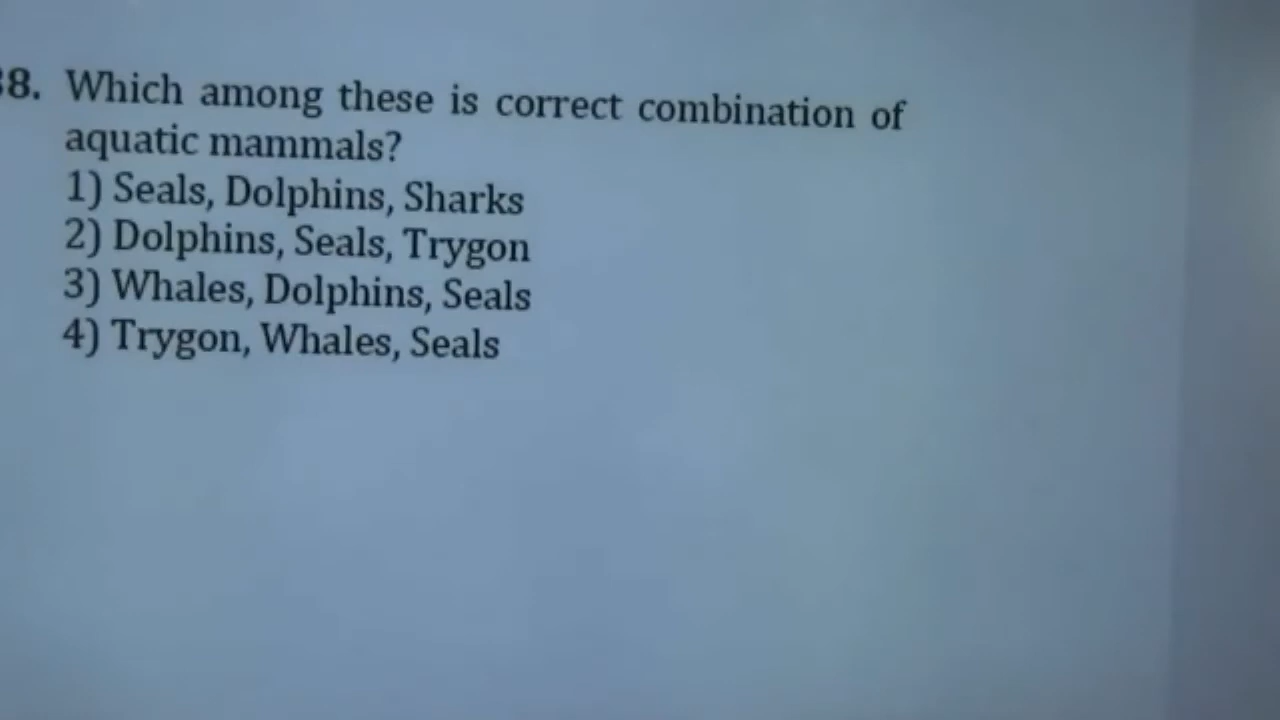 8. Which among these is correct combination of
aquatic mammals?
1) Seals, Dolphins, Sharks
2) Dolphins, Seals, Trygon
3) Whales, Dolphins, Seals
4) Trygon, Whales, Seals